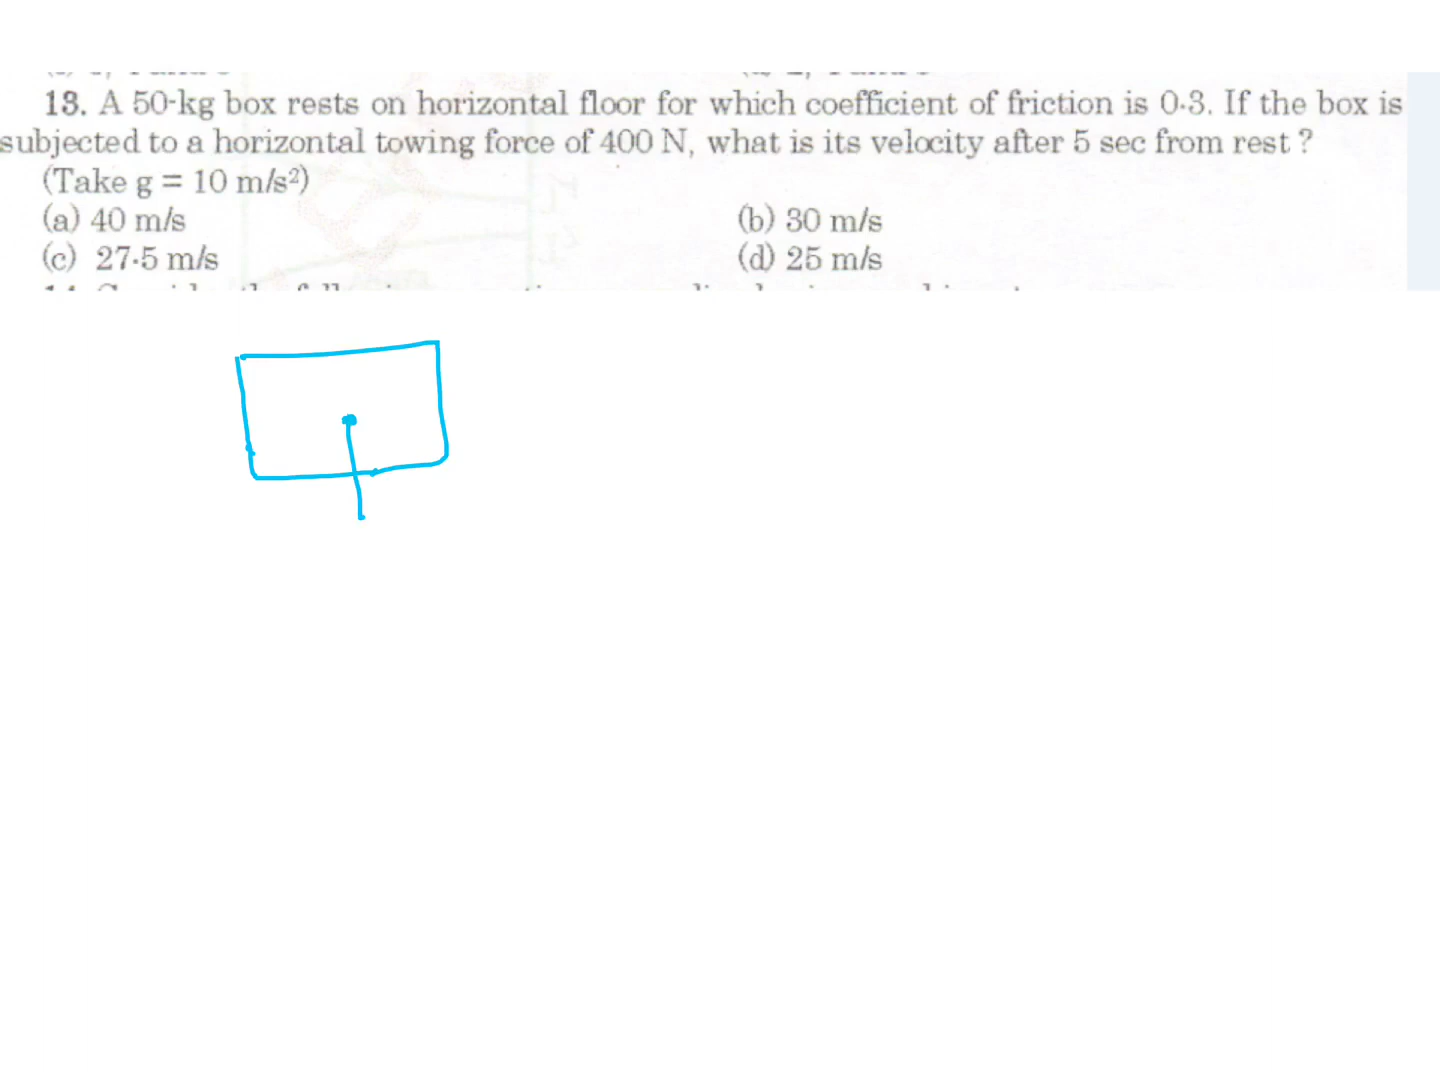 13. A 50-kg box rests on horizontal floor for which coefficient of friction is 0·3. If the box is
subjected to a horizontal towing force of 400 N, what is its velocity after 5 sec from rest ?
(Take g = 10 m/s²)
(a) 40 m/s (b) 30 m/s
(c) 27·5 m/s (d) 25 m/s